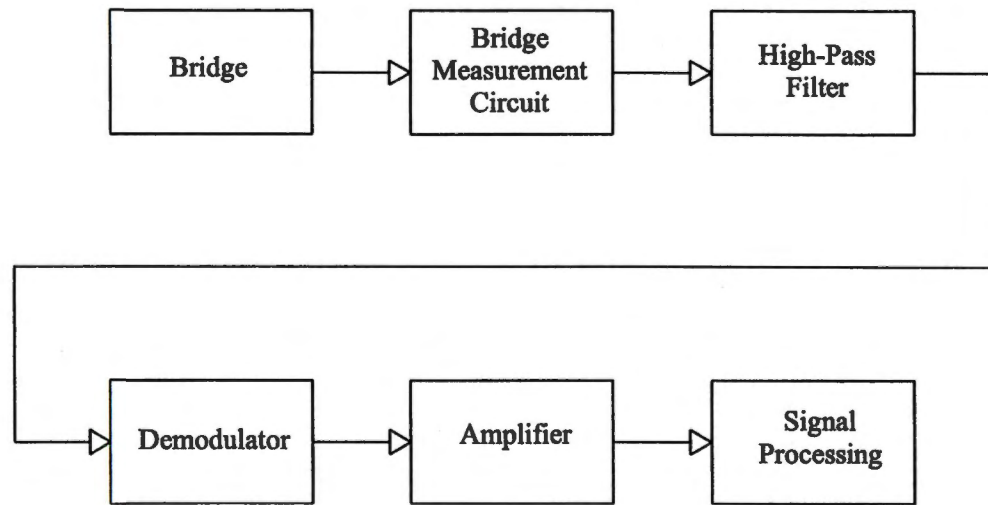 Bridge
Bridge
Measurement
Circuit
High-Pass
Filter
Demodulator
Amplifier
Signal
Processing